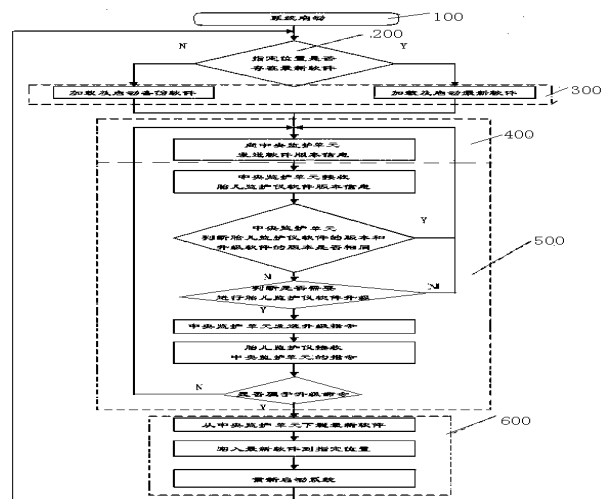 系统启动
100
N
.200
Y
指定位置是否
存在最新软件
加载及启动备份软件
加载及启动最新软件
300
400
向中央监护单元
发送软件版本信息
中央监护单元接收
胎儿监护仪软件版本信息
中央监护单元
Y
判断胎儿监护仪软件的版本和
升级软件的版本是否相同
500
N
判断是否需要
N
进行胎儿监护仪软件升级
Y
中央监护单元发送升级指令
胎儿监护仪接收
中央监护单元的指令
N
是否属于升级命令
Y
600
从中央监护单元下载最新软件
写入最新软件到指定位置
重新启动系统